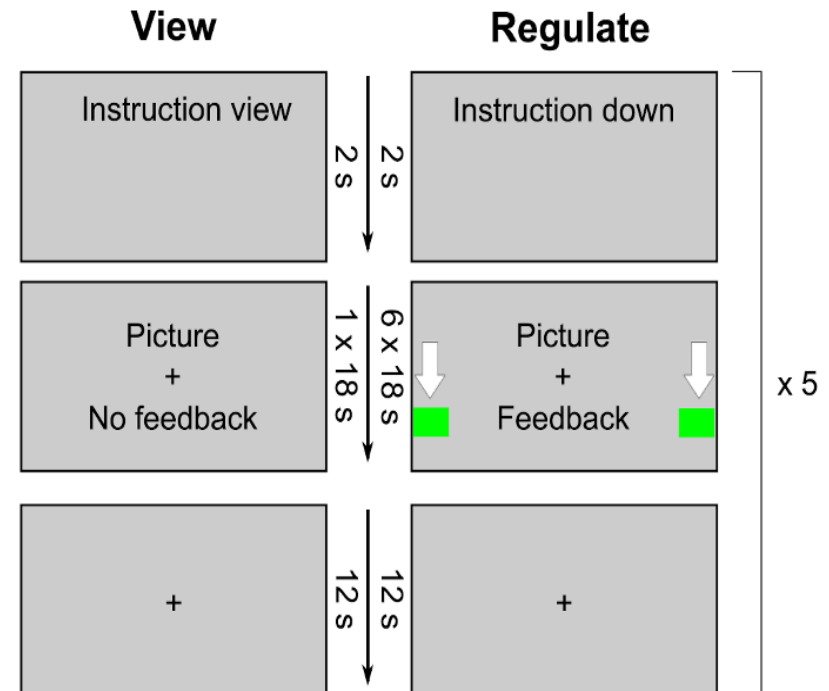 View
Regulate
Instruction view
2 s
2 s
Instruction down
Picture
+
No feedback
1 x 18 s
6 x 18 s
Picture
+
Feedback
x 5
+
12 s
12 s
+